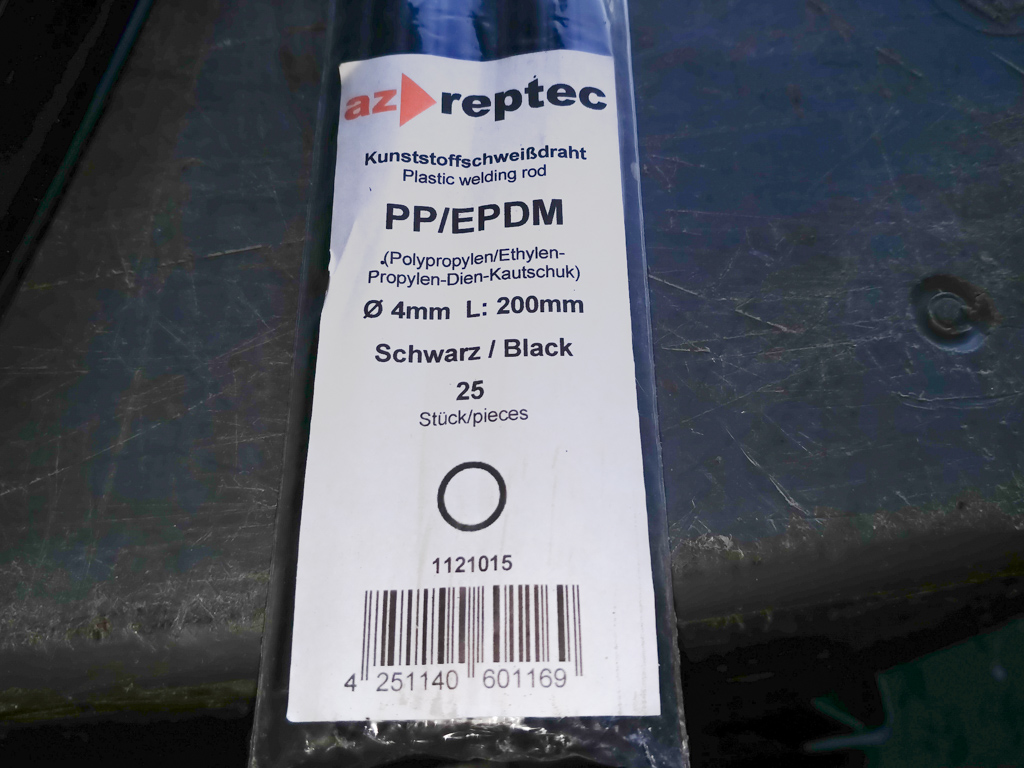 az reptec
Kunststoffschweißdraht
Plastic welding rod
PP/EPDM
(Polypropylen/Ethylen-
Propylen-Dien-Kautschuk)
Ø 4mm L: 200mm
Schwarz / Black
25
Stück/pieces
1121015
4 251140 601169